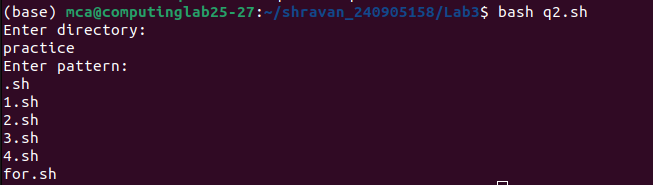 (base) mca@computinglab25-27:~/shravan_240905158/Lab3$ bash q2.sh
Enter directory:
practice
Enter pattern:
.sh
1.sh
2.sh
3.sh
4.sh
for.sh